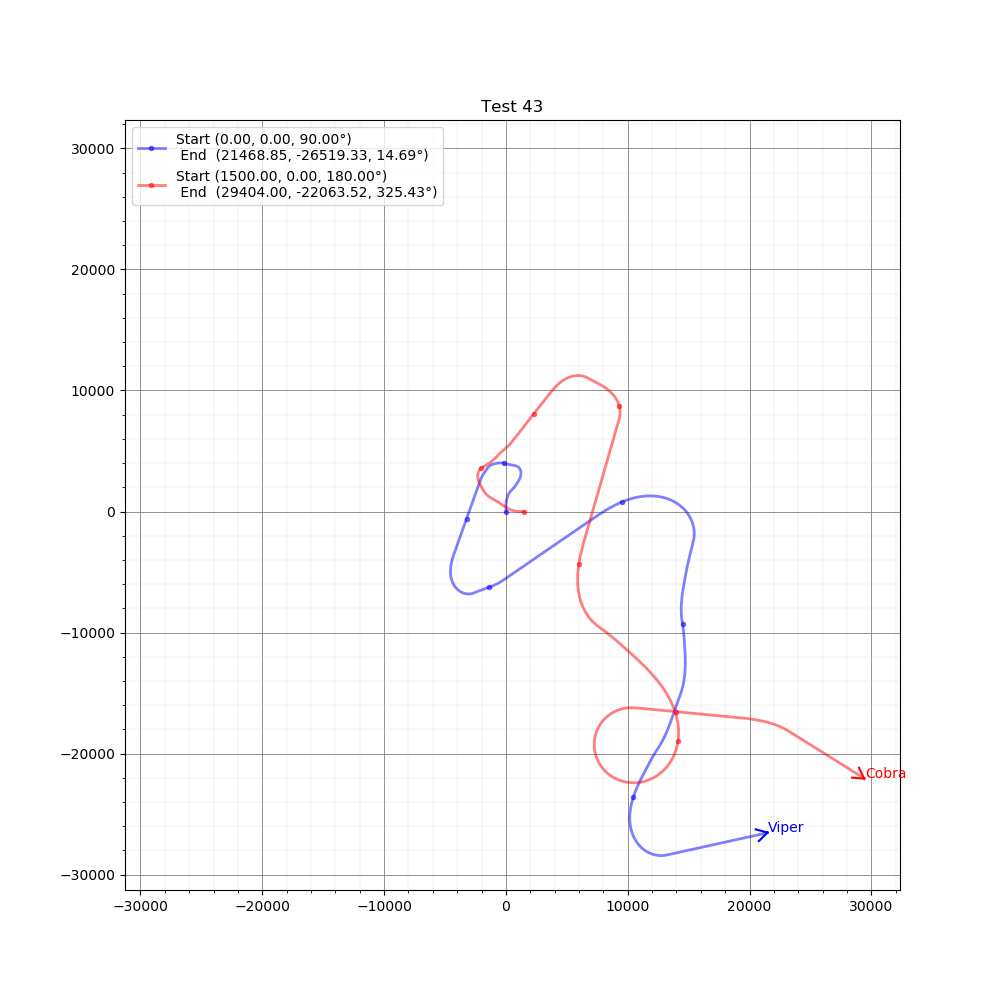 Test 43
Start (0.00, 0.00, 90.00°)
End  (21468.85, -26519.33, 14.69°)
Start (1500.00, 0.00, 180.00°)
End  (29404.00, -22063.52, 325.43°)
30000
20000
10000
0
−10000
−20000
−30000
Cobra
Viper
−30000
−20000
−10000
0
10000
20000
30000